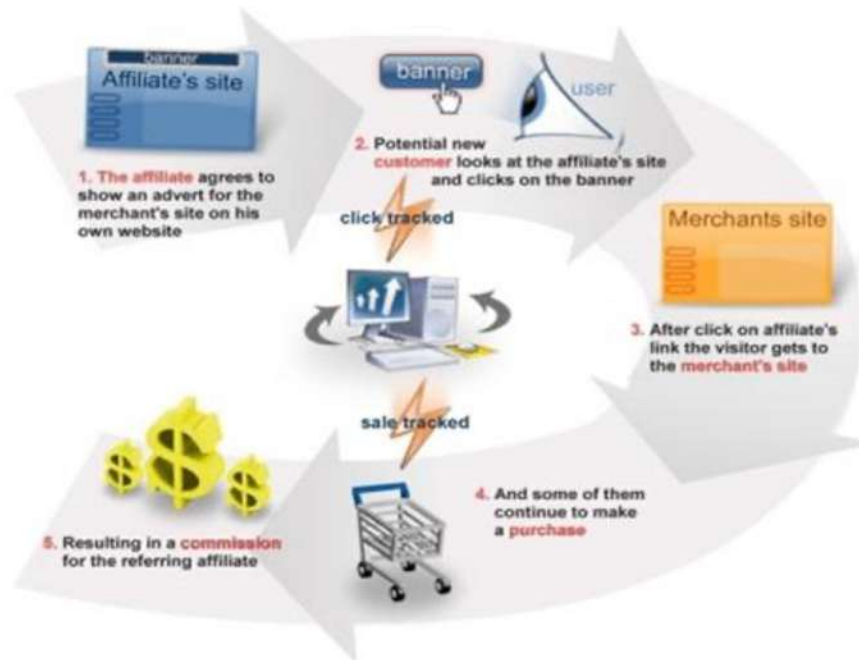 banner
Affiliate's site
1. The affiliate agrees to
show an advert for the
merchant's site on his
own website
banner
user
2. Potential new
customer looks at the affiliate's site
and clicks on the banner
click tracked
Merchants site
3. After click on affiliate's
link the visitor gets to
the merchant's site
sale tracked
4. And some of them
continue to make
a purchase
5. Resulting in a commission
for the referring affiliate